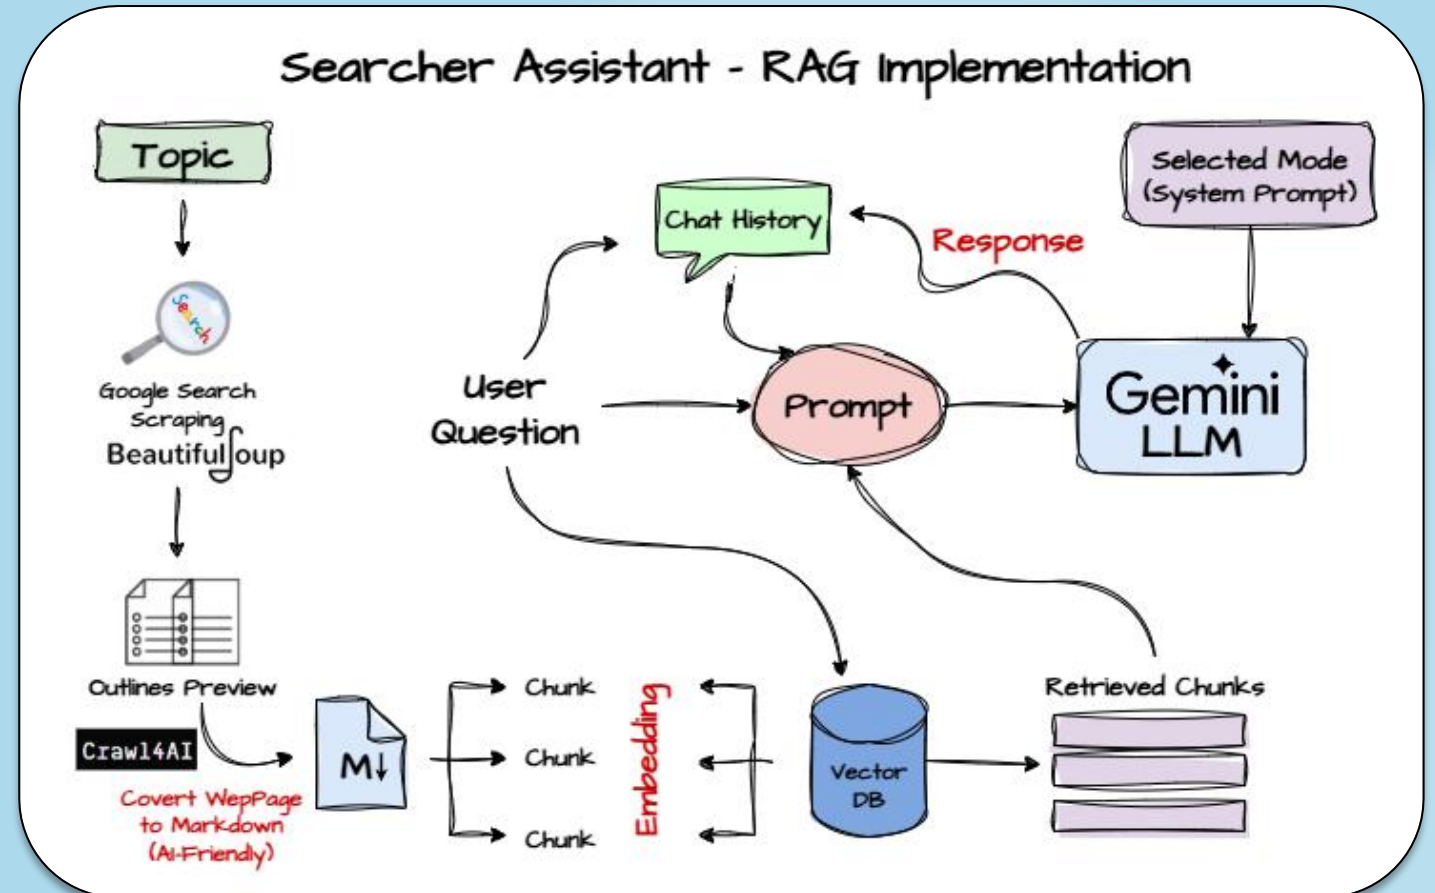 Searcher Assistant - RAG Implementation
Topic
Search
Google Search
Scraping
BeautifulSoup
Outlines Preview
Crawl4AI
Covert WepPage
to Markdown
(AI-Friendly)
M↓
Chunk
Chunk
Chunk
Embedding
User
Question
Chat History
Response
Selected Mode
(System Prompt)
Prompt
Gemini
LLM
Vector
DB
Retrieved Chunks